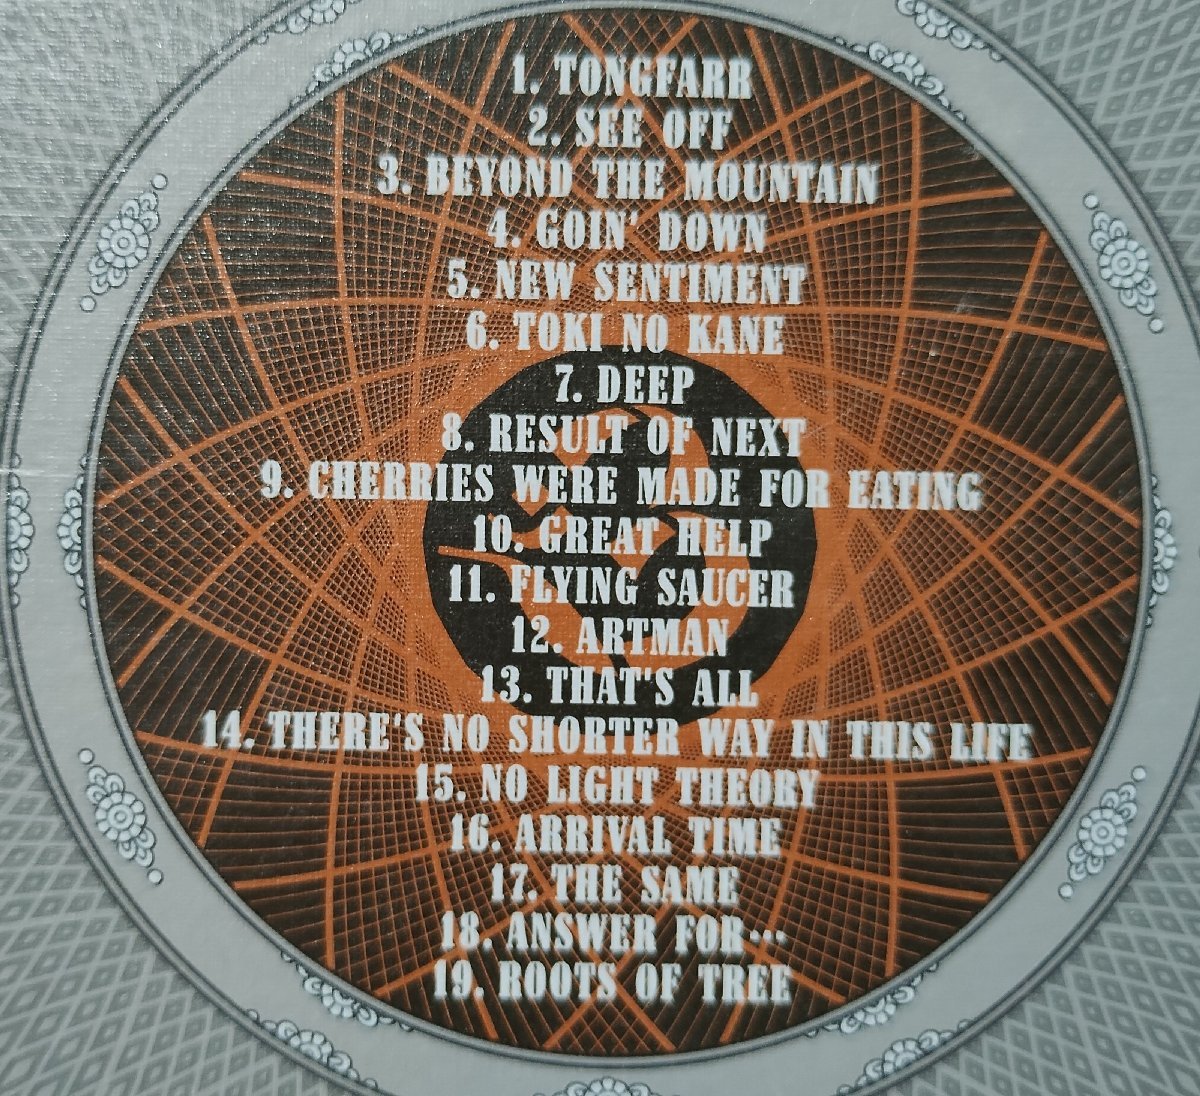 1. TONGFARR
2. SEE OFF
3. BEYOND THE MOUNTAIN
4. GOIN' DOWN
5. NEW SENTIMENT
6. TOKI NO KANE
7. DEEP
8. RESULT OF NEXT
9. CHERRIES WERE MADE FOR EATING
10. GREAT HELP
11. FLYING SAUCER
12. ARTMAN
13. THAT'S ALL
14. THERE'S NO SHORTER WAY IN THIS LIFE
15. NO LIGHT THEORY
16. ARRIVAL TIME
17. THE SAME
18. ANSWER FOR…
19. ROOTS OF TREE